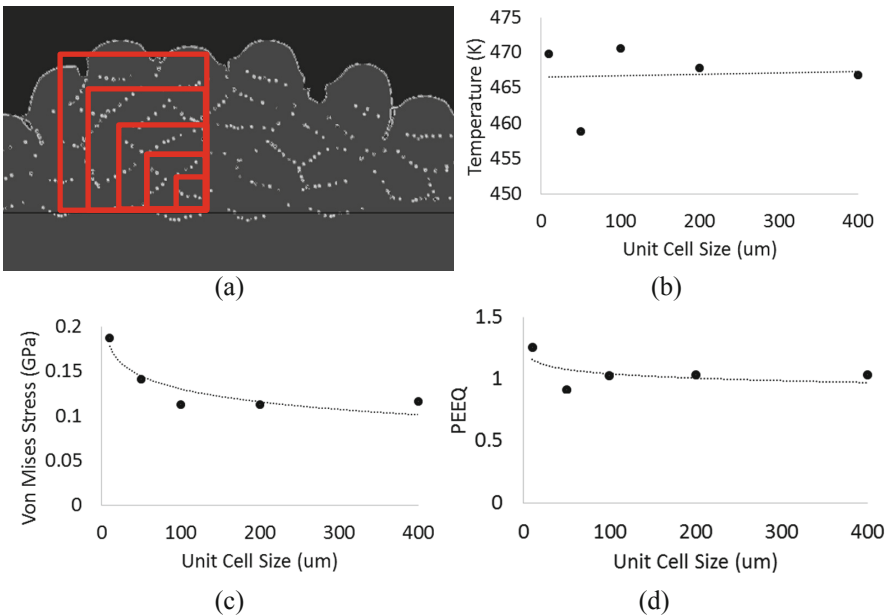 (a)
475
470
465
460
455
450
Temperature (K)
0 100 200 300 400
Unit Cell Size (um)
(b)
0.2
0.15
0.1
0.05
0
Von Mises Stress (GPa)
0 100 200 300 400
Unit Cell Size (um)
(c)
1.5
1
0.5
0
PEEQ
0 100 200 300 400
Unit Cell Size (um)
(d)